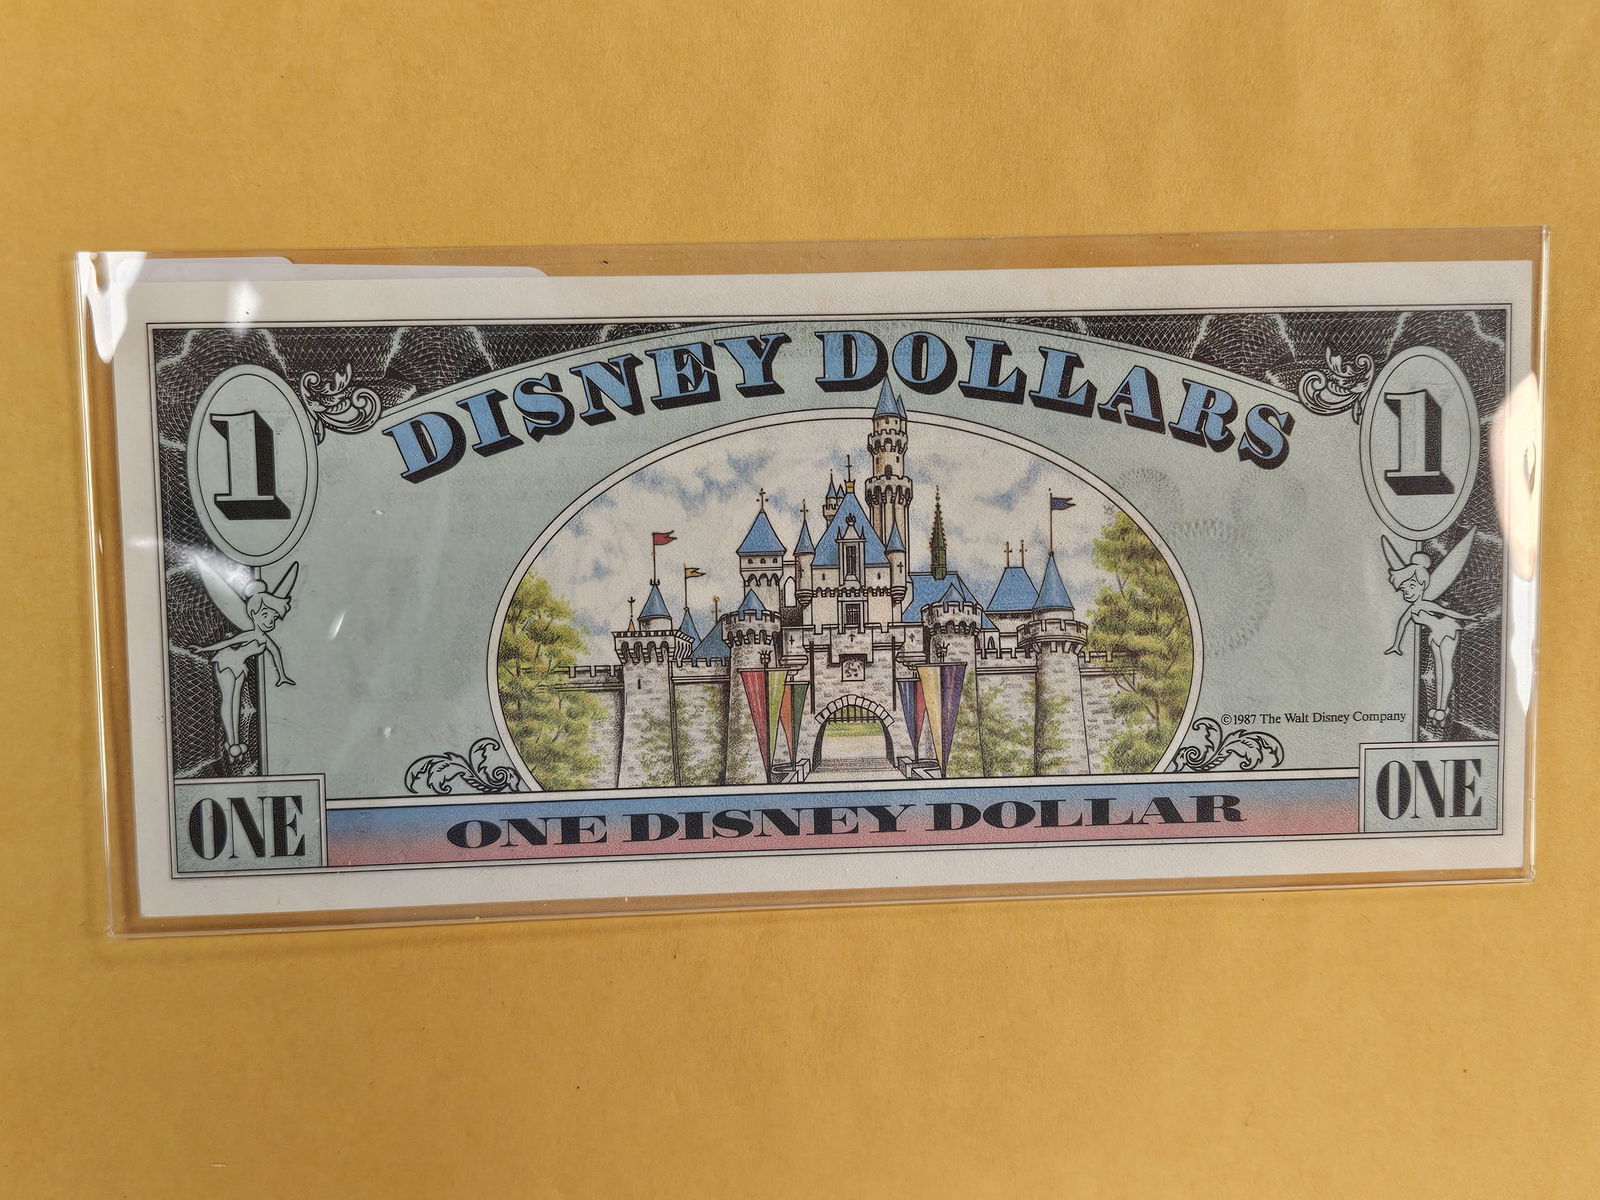 DISNEY DOLLARS
1
1
©1987 The Walt Disney Company
ONE
ONE DISNEY DOLLAR
ONE